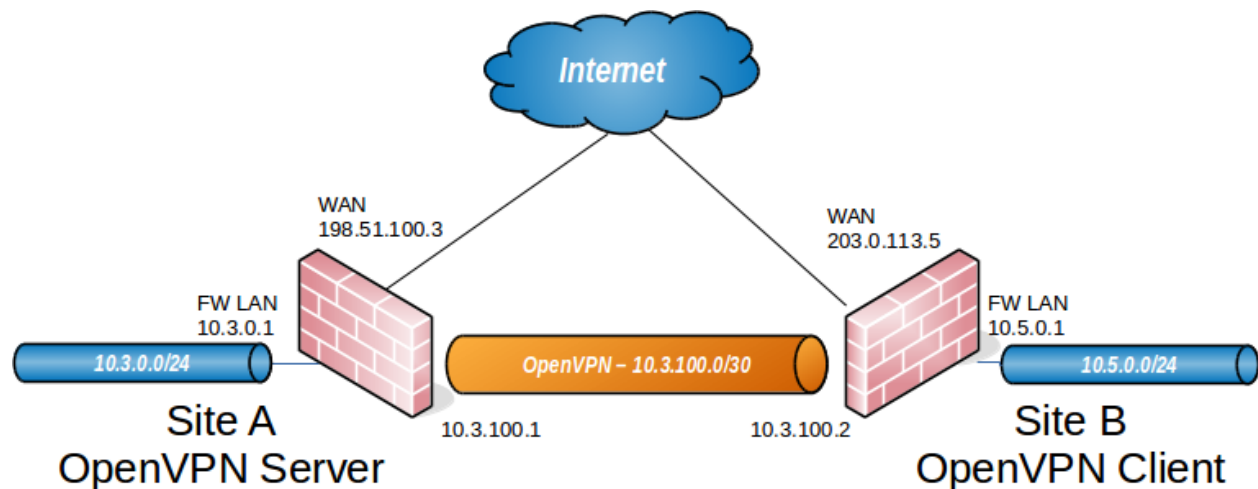 Internet
WAN
198.51.100.3
WAN
203.0.113.5
FW LAN
10.3.0.1
FW LAN
10.5.0.1
10.3.0.0/24
OpenVPN – 10.3.100.0/30
10.5.0.0/24
Site A
OpenVPN Server
10.3.100.1
10.3.100.2
Site B
OpenVPN Client